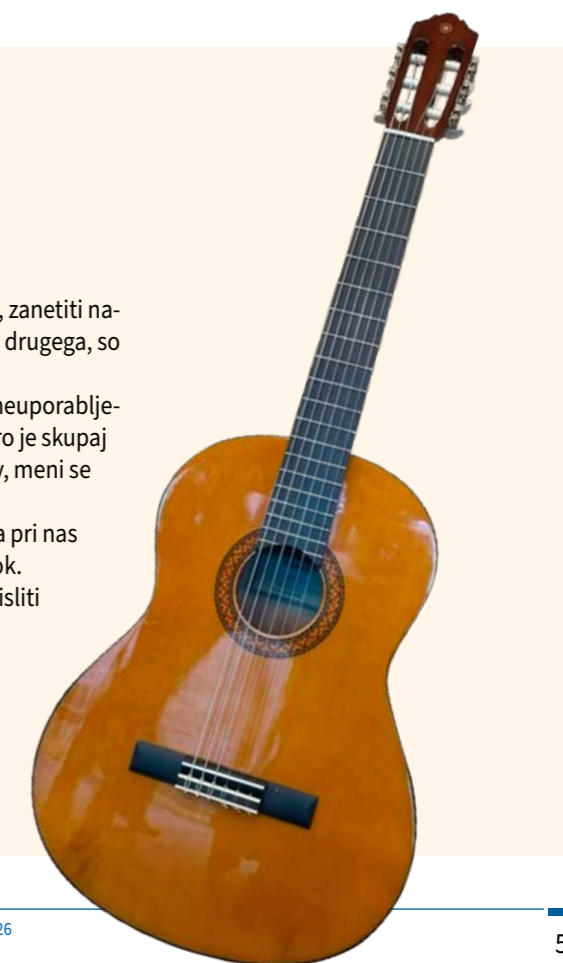 , zanetiti na-
drugega, so
neuporablje-
ro je skupaj
v, meni se
a pri nas
ok.
isliti
26
5